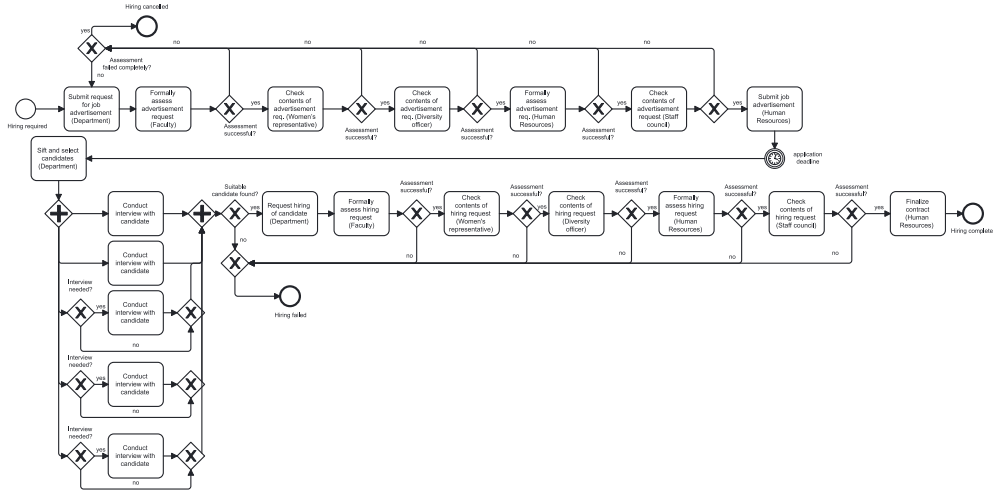 Hiring cancelled
yes
no
no
no
no
no
Assessment
failed completely?
no
Hiring required
Submit request
for job
advertisement
(Department)
Formally
assess
advertisement
request
(Faculty)
yes
Assessment
successful?
Check
contents of
advertisement
req. (Women's
representative)
yes
Assessment
successful?
Check
contents of
advertisement
req. (Diversity
officer)
yes
Assessment
successful?
Formally
assess
advertisement
req. (Human
Resources)
yes
Assessment
successful?
Check
contents of
advertisement
request (Staff
council)
yes
Submit job
advertisement
(Human
Resources)
application
deadline
Sift and select
candidates
(Department)
Conduct
interview with
candidate
Conduct
interview with
candidate
Interview
needed?
yes
Conduct
interview with
candidate
no
Interview
needed?
yes
Conduct
interview with
candidate
no
Interview
needed?
yes
Conduct
interview with
candidate
no
Suitable
candidate found?
yes
no
Hiring failed
Request hiring
of candidate
(Department)
Formally
assess hiring
request
(Faculty)
Assessment
successful?
yes
no
Check
contents of
hiring request
(Women's
representative)
Assessment
successful?
yes
no
Check
contents of
hiring request
(Diversity
officer)
Assessment
successful?
yes
no
Formally
assess hiring
request
(Human
Resources)
Assessment
successful?
yes
no
Check
contents of
hiring request
(Staff council)
Assessment
successful?
yes
no
Finalize
contract
(Human
Resources)
Hiring complete